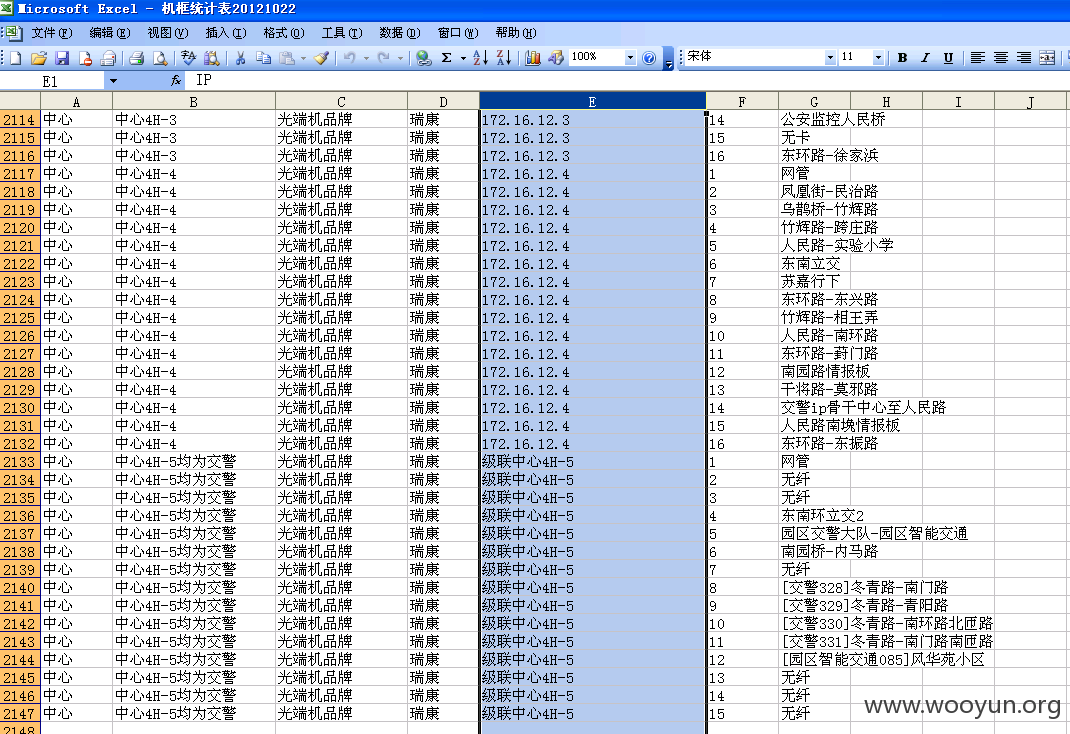 Microsoft Excel - 机框统计表20121022
文件(F) 编辑(E) 视图(V) 插入(I) 格式(O) 工具(T) 数据(D) 窗口(W) 帮助(H)
100% 宋体 11 B I U
E1 fx IP
A B C D E F G H I J
2114 中心 中心4H-3 光端机品牌 瑞康 172.16.12.3 14 公安监控人民桥
2115 中心 中心4H-3 光端机品牌 瑞康 172.16.12.3 15 无卡
2116 中心 中心4H-3 光端机品牌 瑞康 172.16.12.3 16 东环路-徐家浜
2117 中心 中心4H-4 光端机品牌 瑞康 172.16.12.4 1 网管
2118 中心 中心4H-4 光端机品牌 瑞康 172.16.12.4 2 凤凰街-民治路
2119 中心 中心4H-4 光端机品牌 瑞康 172.16.12.4 3 乌鹊桥-竹辉路
2120 中心 中心4H-4 光端机品牌 瑞康 172.16.12.4 4 竹辉路-跨庄路
2121 中心 中心4H-4 光端机品牌 瑞康 172.16.12.4 5 人民路-实验小学
2122 中心 中心4H-4 光端机品牌 瑞康 172.16.12.4 6 东南立交
2123 中心 中心4H-4 光端机品牌 瑞康 172.16.12.4 7 苏嘉行下
2124 中心 中心4H-4 光端机品牌 瑞康 172.16.12.4 8 东环路-东兴路
2125 中心 中心4H-4 光端机品牌 瑞康 172.16.12.4 9 竹辉路-相王弄
2126 中心 中心4H-4 光端机品牌 瑞康 172.16.12.4 10 人民路-南环路
2127 中心 中心4H-4 光端机品牌 瑞康 172.16.12.4 11 东环路-葑门路
2128 中心 中心4H-4 光端机品牌 瑞康 172.16.12.4 12 南园路情报板
2129 中心 中心4H-4 光端机品牌 瑞康 172.16.12.4 13 干将路-莫邪路
2130 中心 中心4H-4 光端机品牌 瑞康 172.16.12.4 14 交警ip骨干中心至人民路
2131 中心 中心4H-4 光端机品牌 瑞康 172.16.12.4 15 人民路南堍情报板
2132 中心 中心4H-4 光端机品牌 瑞康 172.16.12.4 16 东环路-东振路
2133 中心 中心4H-5均为交警 光端机品牌 瑞康 级联中心4H-5 1 网管
2134 中心 中心4H-5均为交警 光端机品牌 瑞康 级联中心4H-5 2 无纤
2135 中心 中心4H-5均为交警 光端机品牌 瑞康 级联中心4H-5 3 无纤
2136 中心 中心4H-5均为交警 光端机品牌 瑞康 级联中心4H-5 4 东南环立交2
2137 中心 中心4H-5均为交警 光端机品牌 瑞康 级联中心4H-5 5 园区交警大队-园区智能交通
2138 中心 中心4H-5均为交警 光端机品牌 瑞康 级联中心4H-5 6 南园桥-内马路
2139 中心 中心4H-5均为交警 光端机品牌 瑞康 级联中心4H-5 7 无纤
2140 中心 中心4H-5均为交警 光端机品牌 瑞康 级联中心4H-5 8 [交警328]冬青路-南门路
2141 中心 中心4H-5均为交警 光端机品牌 瑞康 级联中心4H-5 9 [交警329]冬青路-青阳路
2142 中心 中心4H-5均为交警 光端机品牌 瑞康 级联中心4H-5 10 [交警330]冬青路-南环路北匝路
2143 中心 中心4H-5均为交警 光端机品牌 瑞康 级联中心4H-5 11 [交警331]冬青路-南门路南匝路
2144 中心 中心4H-5均为交警 光端机品牌 瑞康 级联中心4H-5 12 [园区智能交通085]风华苑小区
2145 中心 中心4H-5均为交警 光端机品牌 瑞康 级联中心4H-5 13 无纤
2146 中心 中心4H-5均为交警 光端机品牌 瑞康 级联中心4H-5 14 无纤
2147 中心 中心4H-5均为交警 光端机品牌 瑞康 级联中心4H-5 15 无纤
2148
www.wooyun.org